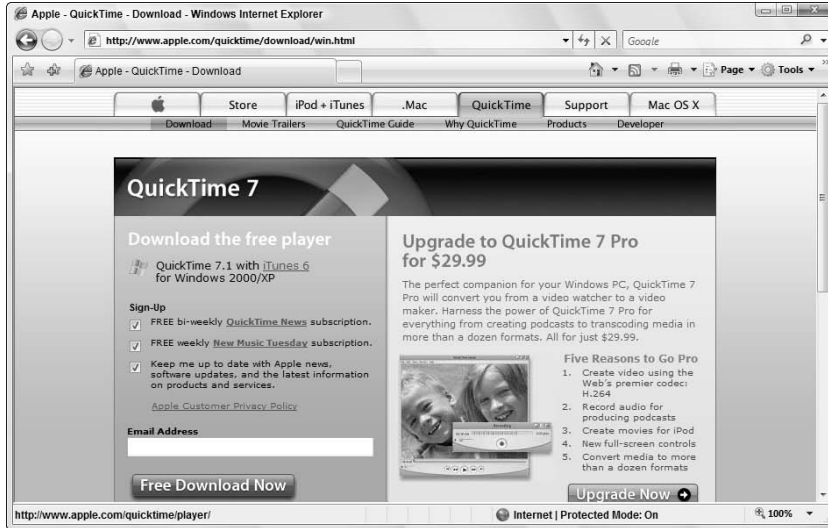 Apple - QuickTime - Download - Windows Internet Explorer
http://www.apple.com/quicktime/download/win.html
Google
Apple - QuickTime - Download
Page
Tools
Store
iPod + iTunes
.Mac
QuickTime
Support
Mac OS X
Download
Movie Trailers
QuickTime Guide
Why QuickTime
Products
Developer
QuickTime 7
Download the free player
QuickTime 7.1 with iTunes 6
for Windows 2000/XP
Sign-Up
FREE bi-weekly QuickTime News subscription.
FREE weekly New Music Tuesday subscription.
Keep me up to date with Apple news,
software updates, and the latest information
on products and services.
Apple Customer Privacy Policy
Email Address
Free Download Now
Upgrade to QuickTime 7 Pro
for $29.99
The perfect companion for your Windows PC, QuickTime 7
Pro will convert you from a video watcher to a video
maker. Harness the power of QuickTime 7 Pro for
everything from creating podcasts to transcoding media in
more than a dozen formats. All for just $29.99.
Five Reasons to Go Pro
1. Create video using the
Web's premier codec:
H.264
2. Record audio for
producing podcasts
3. Create movies for iPod
4. New full-screen controls
5. Convert media to more
than a dozen formats
Upgrade Now
http://www.apple.com/quicktime/player/
Internet | Protected Mode: On
100%